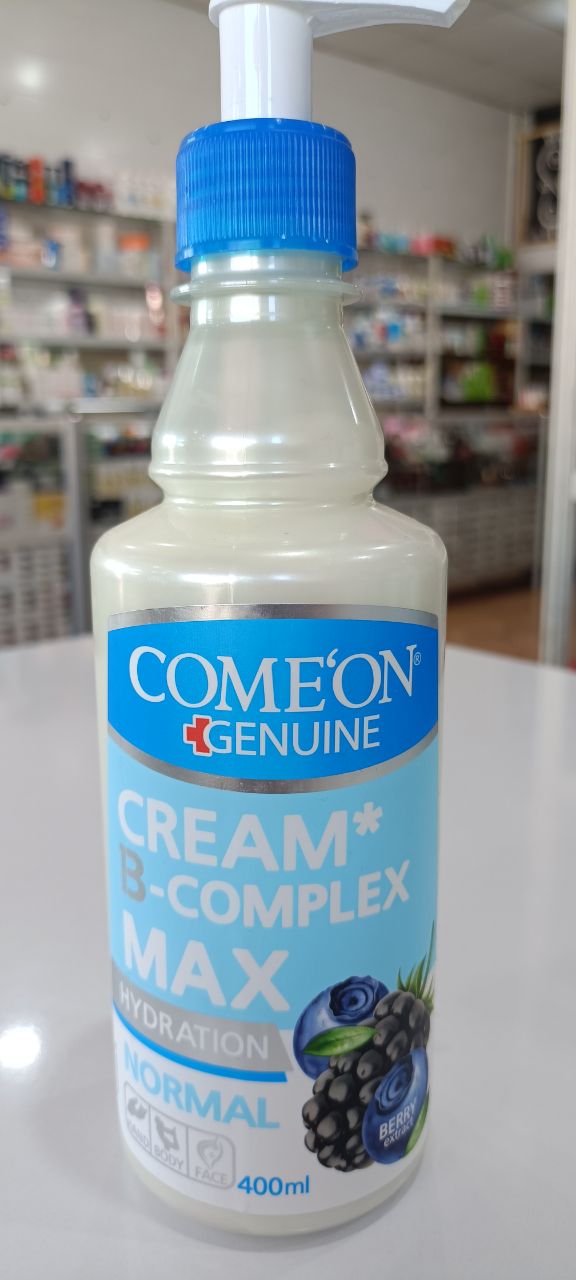 COME'ON®
GENUINE
CREAM*
B-COMPLEX
MAX
HYDRATION
NORMAL
HAND
BODY
FACE
400ml
BERRY
extract